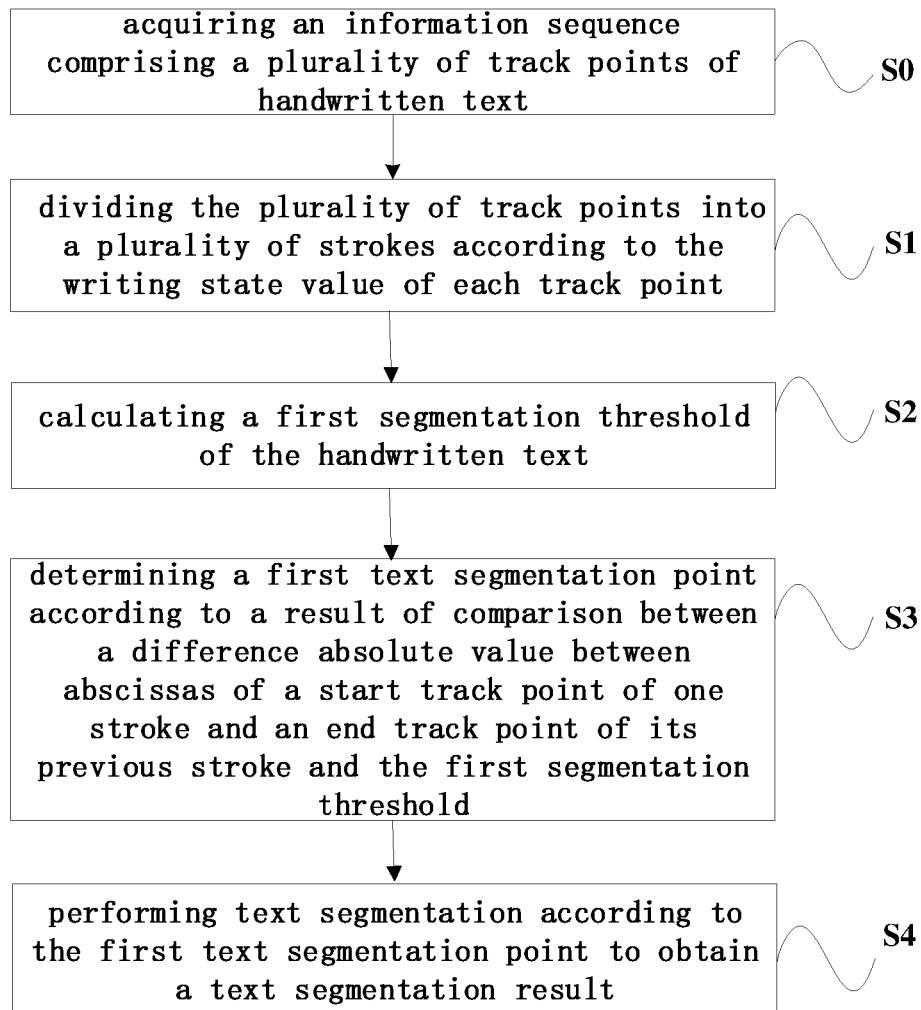 acquiring an information sequence
comprising a plurality of track points of
handwritten text
S0
dividing the plurality of track points into
a plurality of strokes according to the
writing state value of each track point
S1
calculating a first segmentation threshold
of the handwritten text
S2
determining a first text segmentation point
according to a result of comparison between
a difference absolute value between
abscissas of a start track point of one
stroke and an end track point of its
previous stroke and the first segmentation
threshold
S3
performing text segmentation according to
the first text segmentation point to obtain
a text segmentation result
S4